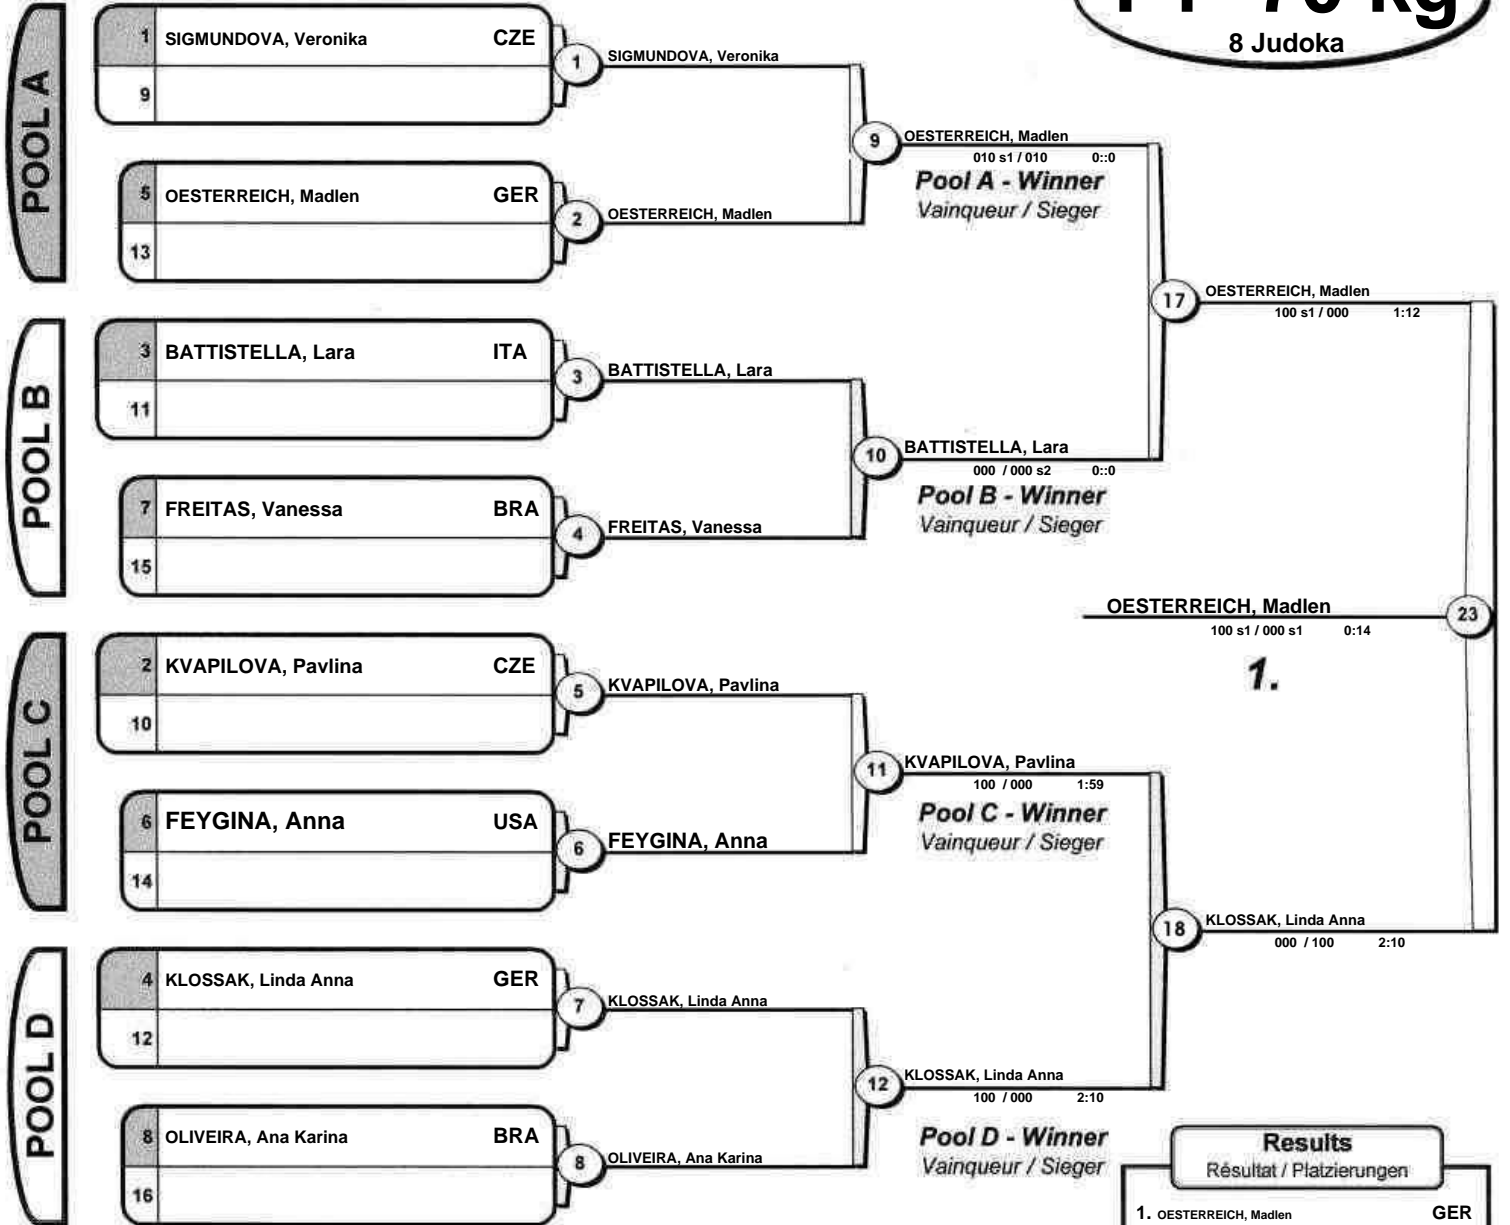 8 Judoka
POOL A
1 SIGMUNDOVA, Veronika CZE
9
1 SIGMUNDOVA, Veronika
5 OESTERREICH, Madlen GER
13
2 OESTERREICH, Madlen
9 OESTERREICH, Madlen
010 s1 / 010 0::0
Pool A - Winner
Vainqueur / Sieger
POOL B
3 BATTISTELLA, Lara ITA
11
3 BATTISTELLA, Lara
7 FREITAS, Vanessa BRA
15
4 FREITAS, Vanessa
10 BATTISTELLA, Lara
000 / 000 s2 0::0
Pool B - Winner
Vainqueur / Sieger
17 OESTERREICH, Madlen
100 s1 / 000 1:12
OESTERREICH, Madlen 23
100 s1 / 000 s1 0:14
1.
POOL C
2 KVAPILOVA, Pavlina CZE
10
5 KVAPILOVA, Pavlina
6 FEYGINA, Anna USA
14
6 FEYGINA, Anna
11 KVAPILOVA, Pavlina
100 / 000 1:59
Pool C - Winner
Vainqueur / Sieger
18 KLOSSAK, Linda Anna
000 / 100 2:10
POOL D
4 KLOSSAK, Linda Anna GER
12
7 KLOSSAK, Linda Anna
8 OLIVEIRA, Ana Karina BRA
16
8 OLIVEIRA, Ana Karina
12 KLOSSAK, Linda Anna
100 / 000 2:10
Pool D - Winner
Vainqueur / Sieger
Results
Résultat / Platzierungen
1. OESTERREICH, Madlen GER